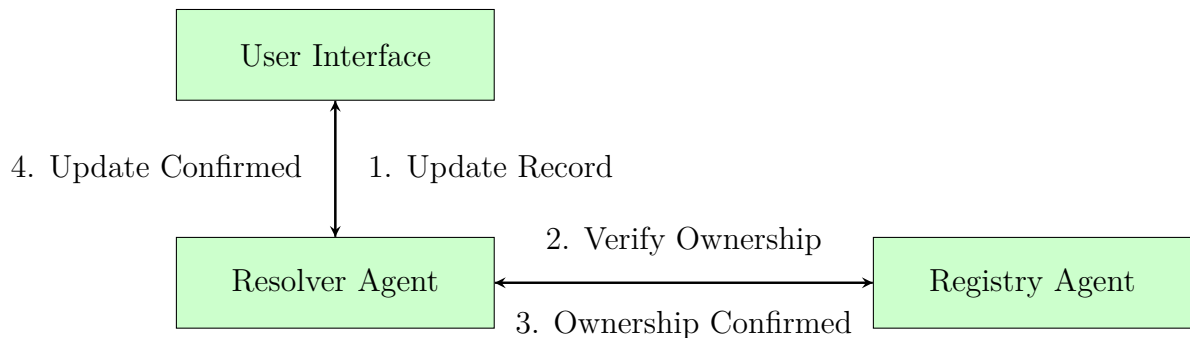 User Interface
4. Update Confirmed
1. Update Record
2. Verify Ownership
Resolver Agent
Registry Agent
3. Ownership Confirmed